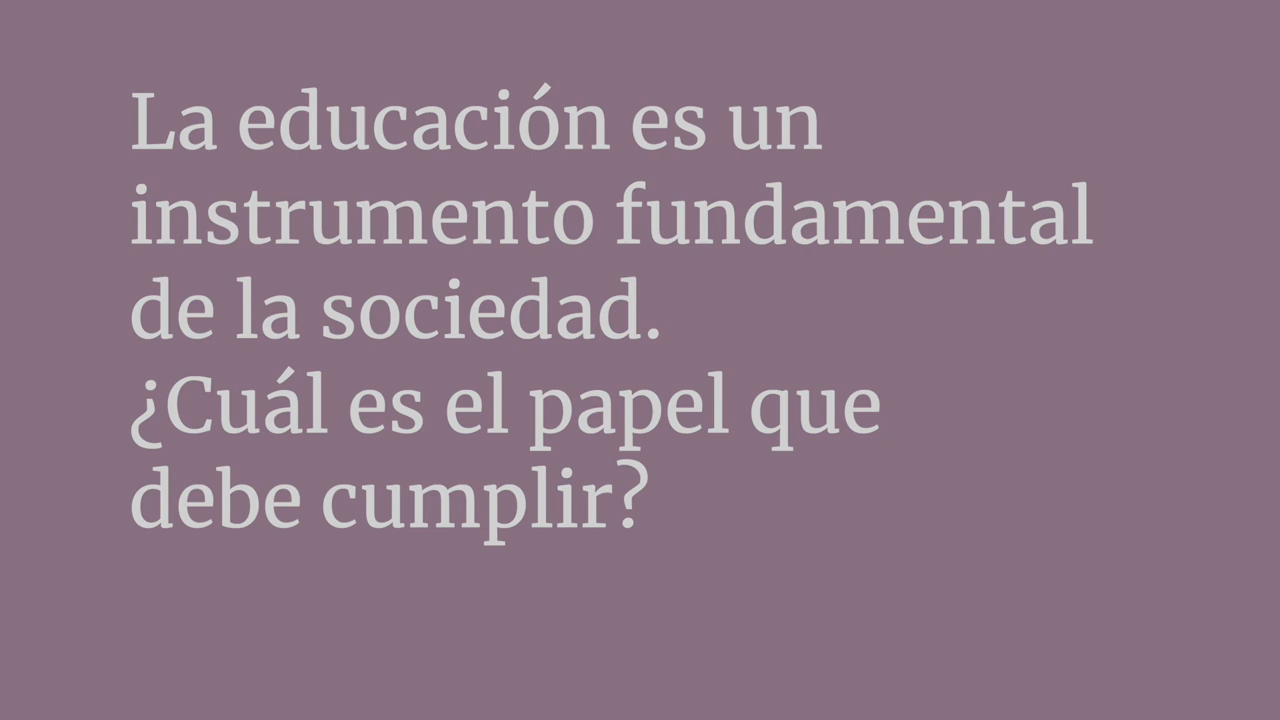 La educación es un
instrumento fundamental
de la sociedad.
¿Cuál es el papel que
debe cumplir?